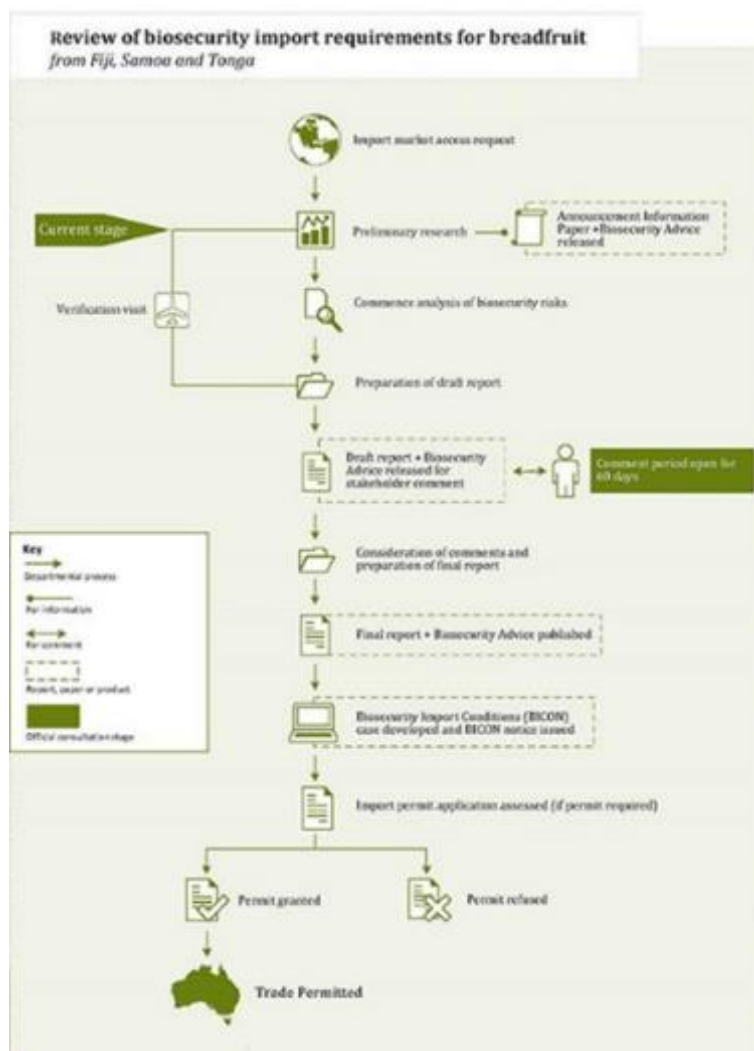 Review of biosecurity import requirements for breadfruit
from Fiji, Samoa and Tonga
Import market access request
Current stage
Preliminary research
Announcement Information
Paper +Biosecurity Advice
released
Verification visit
Commence analysis of biosecurity risks
Preparation of draft report
Draft report + Biosecurity
Advice released for
stakeholder comment
Comment period open for
60 days
Key
Departmental process
For information
For comment
Report, paper or product
Official consultation stage
Consideration of comments and
preparation of final report
Final report + Biosecurity Advice published
Biosecurity Import Conditions (BICON)
case developed and BICON notice issued
Import permit application assessed (if permit required)
Permit granted
Permit refused
Trade Permitted